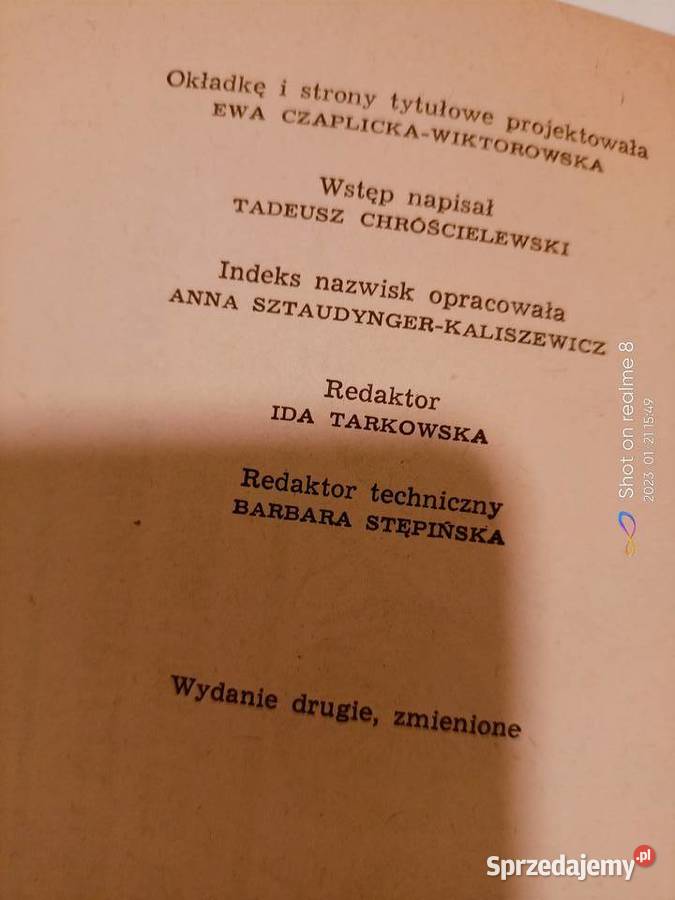 Okładkę i strony tytułowe projektowała
EWA CZAPLICKA-WIKTOROWSKA
Wstęp napisał
TADEUSZ CHRÓŚCIELEWSKI
Indeks nazwisk opracowała
ANNA SZTAUDYNGER-KALISZEWICZ
Redaktor
IDA TARKOWSKA
Redaktor techniczny
BARBARA STĘPIŃSKA
Wydanie drugie, zmienione
Shot on realme 8
2023.01.21 15:49
Sprzedajemy.pl